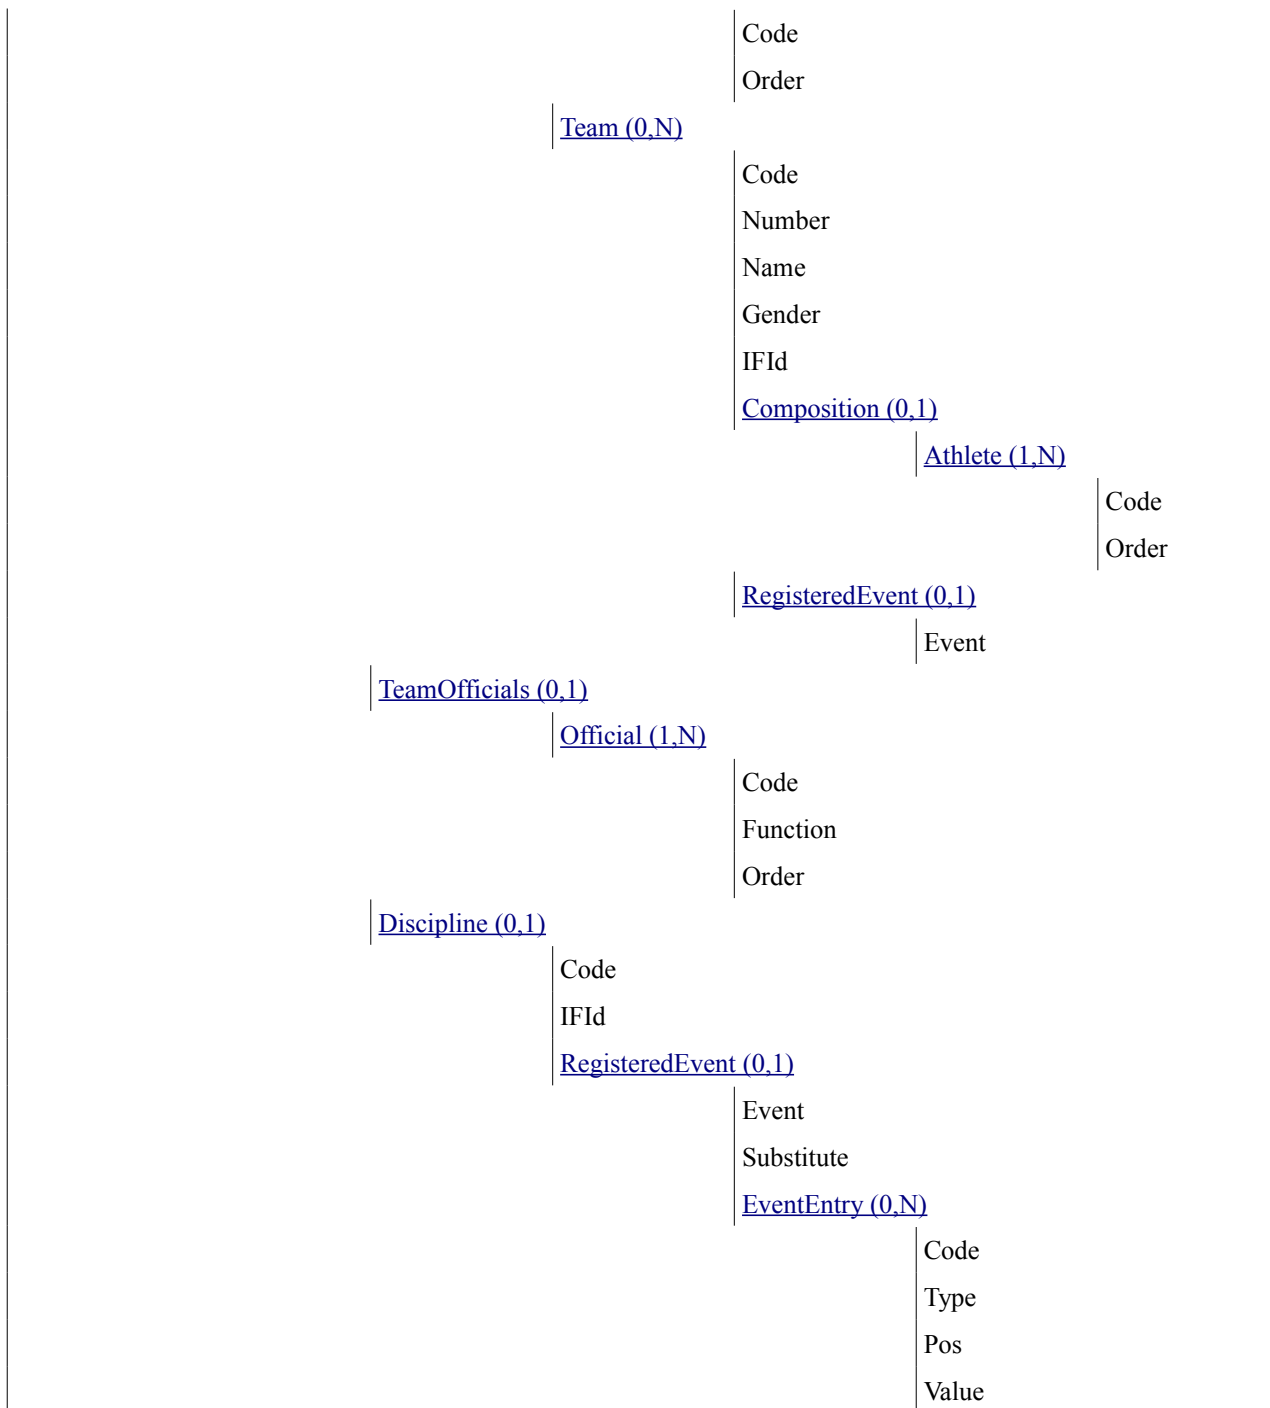 Code
Order
Team (0,N)
Code
Number
Name
Gender
IFId
Composition (0,1)
Athlete (1,N)
Code
Order
RegisteredEvent (0,1)
Event
TeamOfficials (0,1)
Official (1,N)
Code
Function
Order
Discipline (0,1)
Code
IFId
RegisteredEvent (0,1)
Event
Substitute
EventEntry (0,N)
Code
Type
Pos
Value